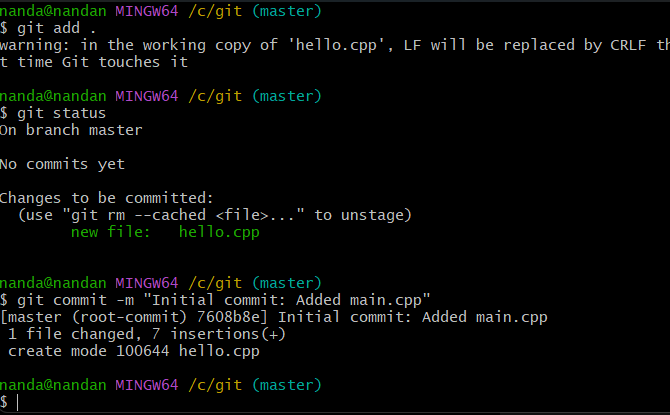 nanda@nandan MINGW64 /c/git (master)
$ git add .
warning: in the working copy of 'hello.cpp', LF will be replaced by CRLF th
t time Git touches it

nanda@nandan MINGW64 /c/git (master)
$ git status
On branch master

No commits yet

Changes to be committed:
  (use "git rm --cached <file>..." to unstage)
        new file:   hello.cpp


nanda@nandan MINGW64 /c/git (master)
$ git commit -m "Initial commit: Added main.cpp"
[master (root-commit) 7608b8e] Initial commit: Added main.cpp
 1 file changed, 7 insertions(+)
 create mode 100644 hello.cpp

nanda@nandan MINGW64 /c/git (master)
$